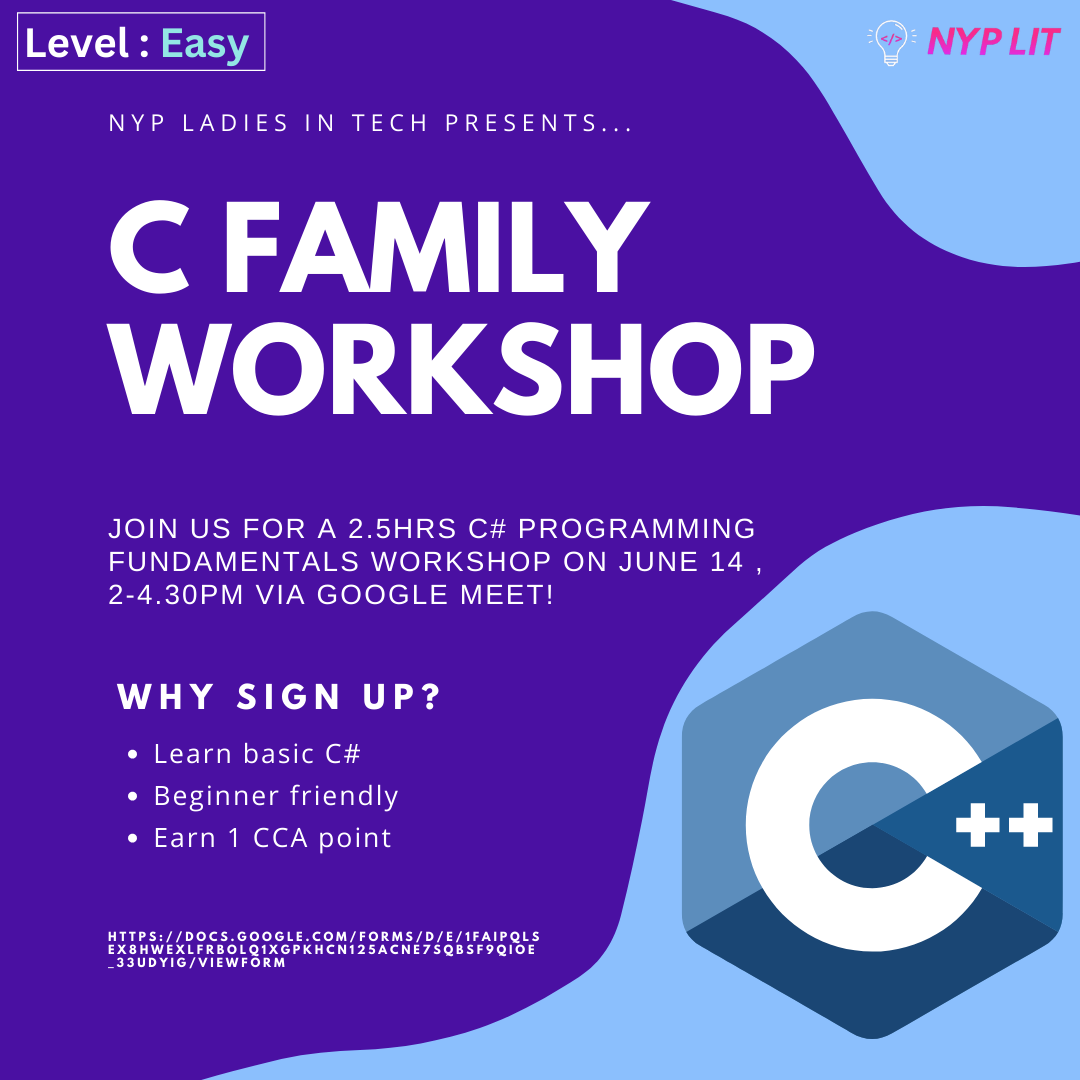 Level : Easy
</> NYP LIT
NYP LADIES IN TECH PRESENTS...
C FAMILY
WORKSHOP
JOIN US FOR A 2.5HRS C# PROGRAMMING
FUNDAMENTALS WORKSHOP ON JUNE 14 ,
2-4.30PM VIA GOOGLE MEET!
WHY SIGN UP?
• Learn basic C#
• Beginner friendly
• Earn 1 CCA point
C++
HTTPS://DOCS.GOOGLE.COM/FORMS/D/E/1FAIPQLS
EX8HWEXLFRBOLQ1XGPKHCN125ACNE7SQBSF9QIOE
_33UDYIG/VIEWFORM